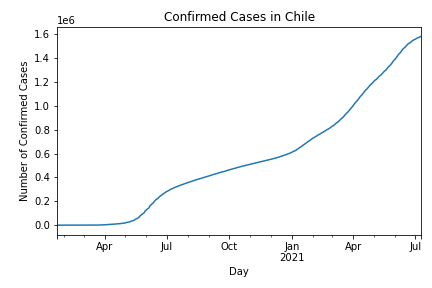 Confirmed Cases in Chile
1e6
1.6
1.4
1.2
1.0
0.8
0.6
0.4
0.2
0.0
Number of Confirmed Cases
Apr Jul Oct Jan Apr Jul
2021
Day